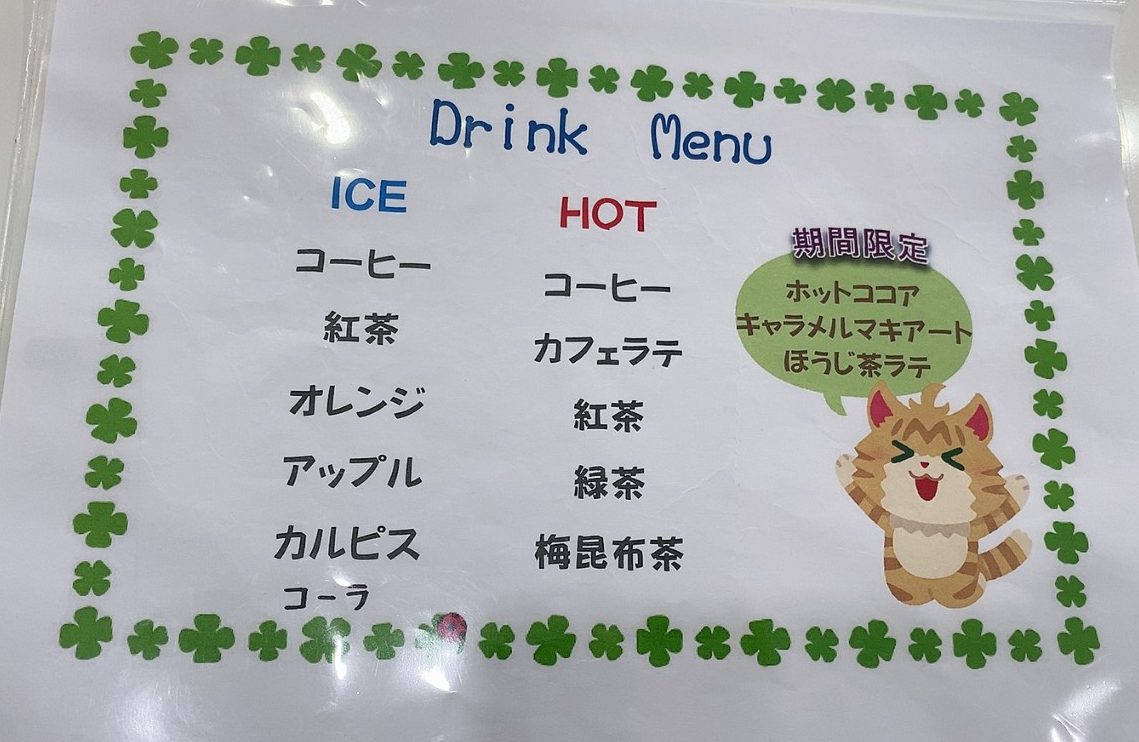 Drink Menu
ICE
コーヒー
紅茶
オレンジ
アップル
カルピス
コーラ
HOT
コーヒー
カフェラテ
紅茶
緑茶
梅昆布茶
期間限定
ホットココア
キャラメルマキアート
ほうじ茶ラテ